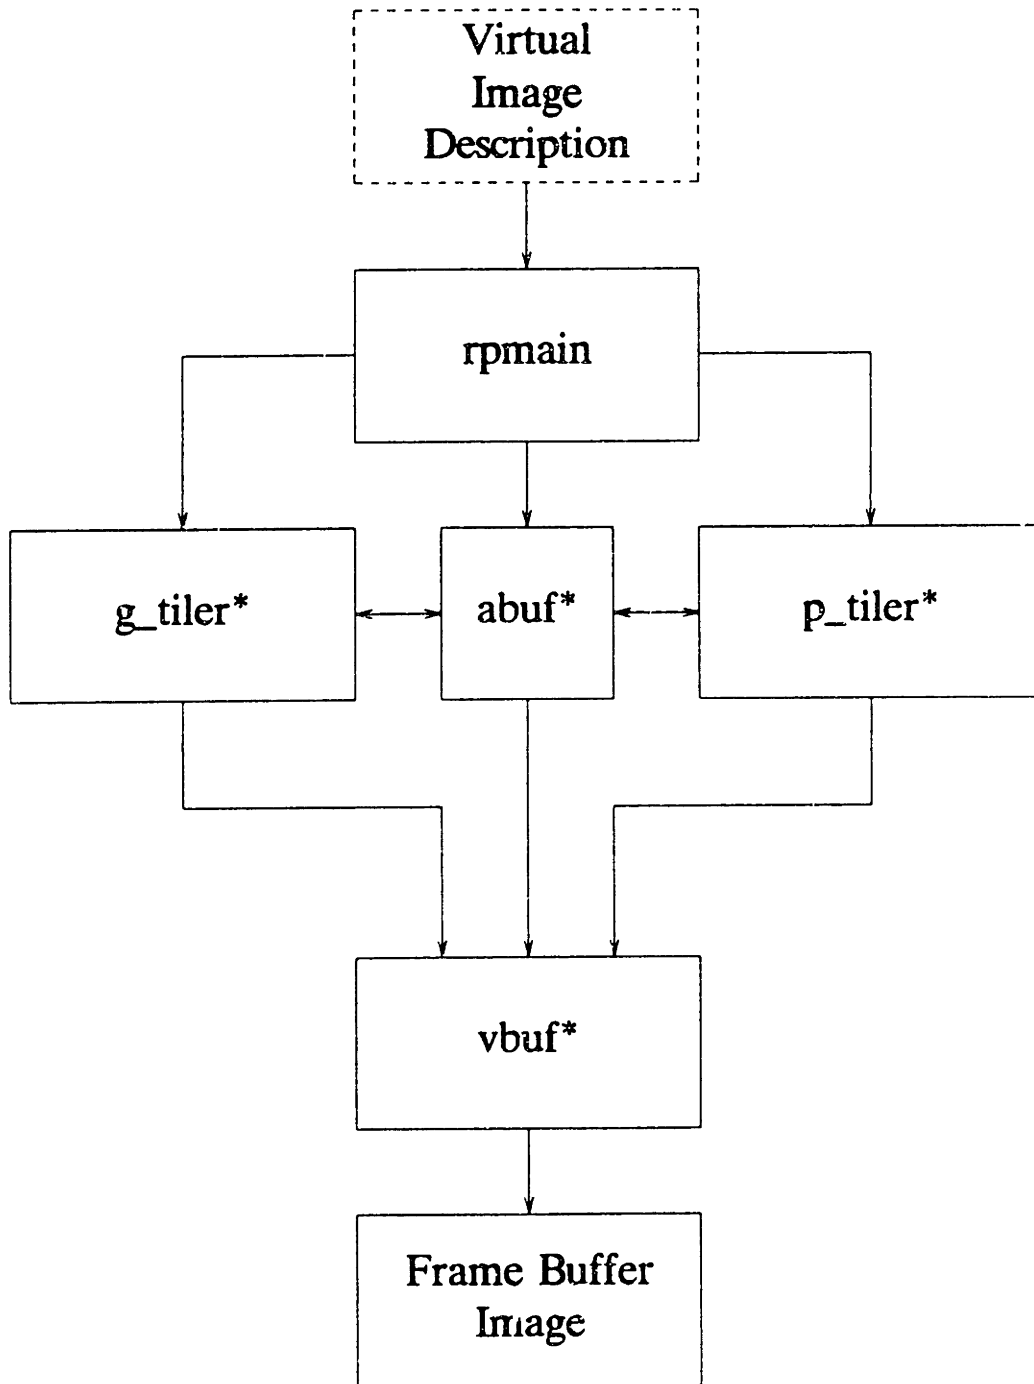 Virtual
Image
Description
rpmain
g_tiler*
abuf*
p_tiler*
vbuf*
Frame Buffer
Image